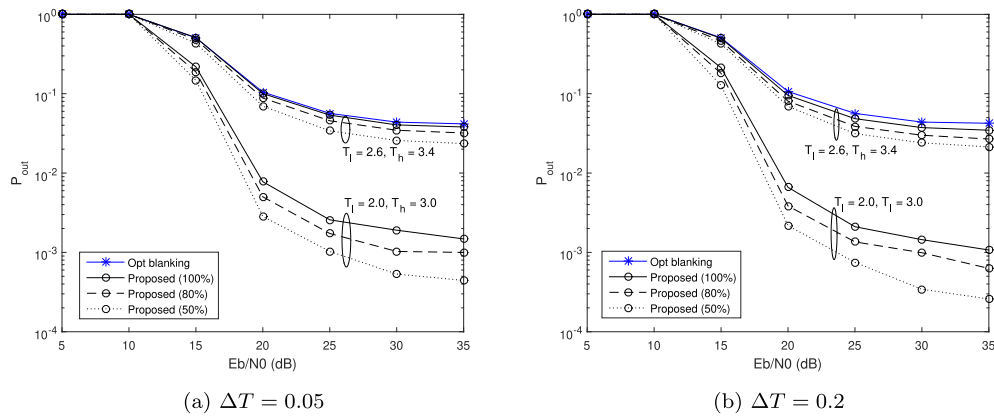 10^0
10^-1
10^-2
10^-3
10^-4
P_out
T_l = 2.6, T_h = 3.4
T_l = 2.0, T_h = 3.0
Opt blanking
Proposed (100%)
Proposed (80%)
Proposed (50%)
5 10 15 20 25 30 35
Eb/N0 (dB)
(a) ΔT = 0.05
10^0
10^-1
10^-2
10^-3
10^-4
P_out
T_l = 2.6, T_h = 3.4
T_l = 2.0, T_l = 3.0
Opt blanking
Proposed (100%)
Proposed (80%)
Proposed (50%)
5 10 15 20 25 30 35
Eb/N0 (dB)
(b) ΔT = 0.2